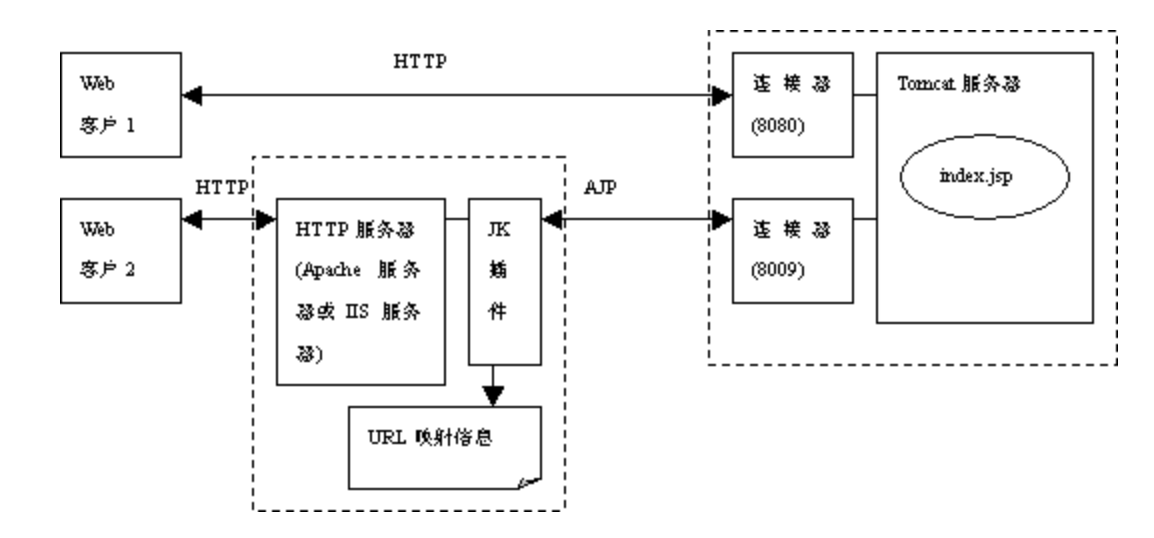 HTTP
Web
客户 1
连接器
(8080)
Tomcat 服务器
index.jsp
HTTP
AJP
Web
客户 2
HTTP 服务器
(Apache 服务
器或 IIS 服务
器)
JK
插
件
连接器
(8009)
URL 映射信息